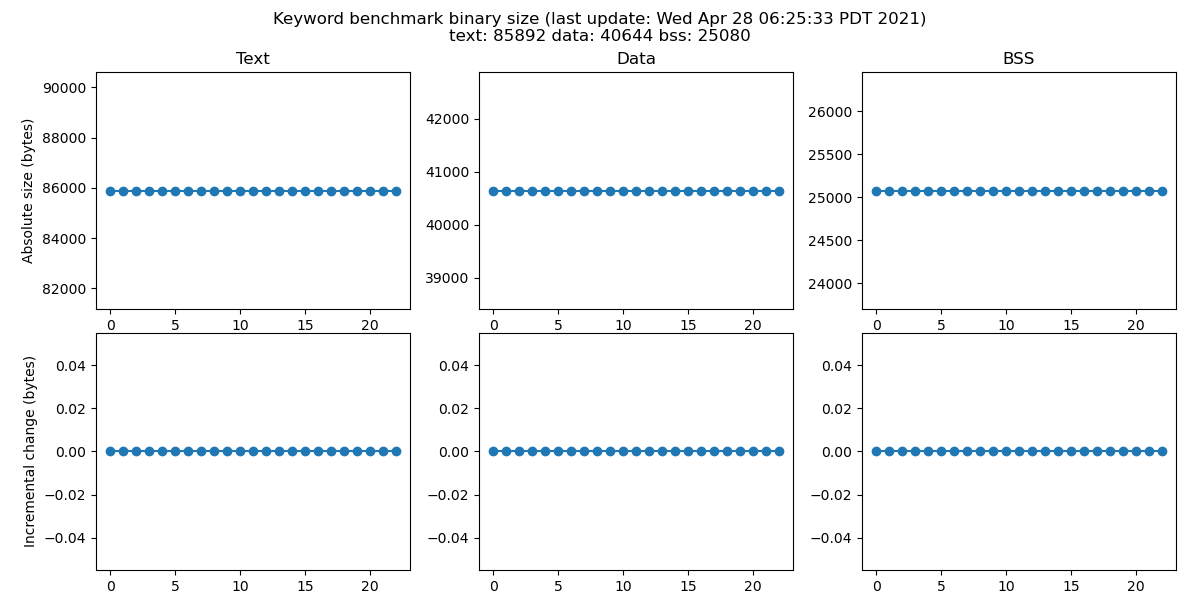 Keyword benchmark binary size (last update: Wed Apr 28 06:25:33 PDT 2021)
text: 85892 data: 40644 bss: 25080
Text
Data
BSS
Absolute size (bytes)
90000
88000
86000
84000
82000
0 5 10 15 20
42000
41000
40000
39000
0 5 10 15 20
26000
25500
25000
24500
24000
0 5 10 15 20
Incremental change (bytes)
0.04
0.02
0.00
−0.02
−0.04
0 5 10 15 20
0.04
0.02
0.00
−0.02
−0.04
0 5 10 15 20
0.04
0.02
0.00
−0.02
−0.04
0 5 10 15 20